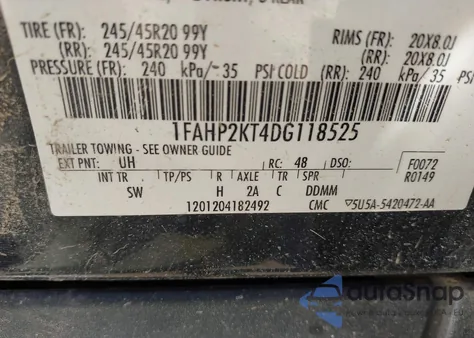 TIRE (FR): 245/45R20 99Y RIMS (FR): 20X8.0J
(RR): 245/45R20 99Y (RR): 20X8.0J
PRESSURE (FR): 240 kPa/ 35 PSI COLD (RR): 240 kPa/ 35
1FAHP2KT4DG118525
TRAILER TOWING - SEE OWNER GUIDE
EXT PNT: UH RC: 48 DSO: F0072
INT TR TP/PS R AXLE TR SPR R0149
SW H 2A C DDMM
1201204182492 CMC ▽5U5A-5420472-AA
autoSnap